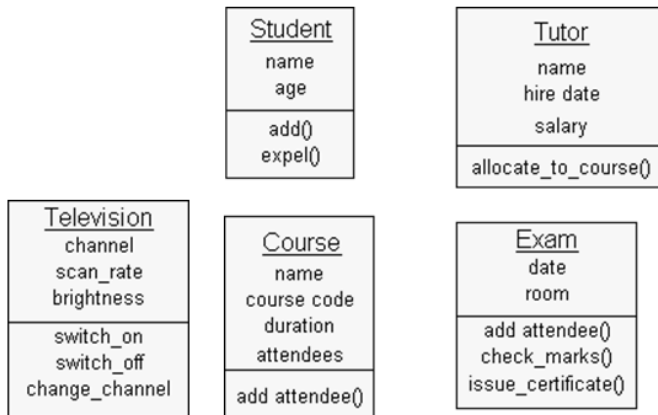 Student
name
age
add()
expel()
Tutor
name
hire date
salary
allocate_to_course()
Television
channel
scan_rate
brightness
switch_on
switch_off
change_channel
Course
name
course code
duration
attendees
add attendee()
Exam
date
room
add attendee()
check_marks()
issue_certificate()